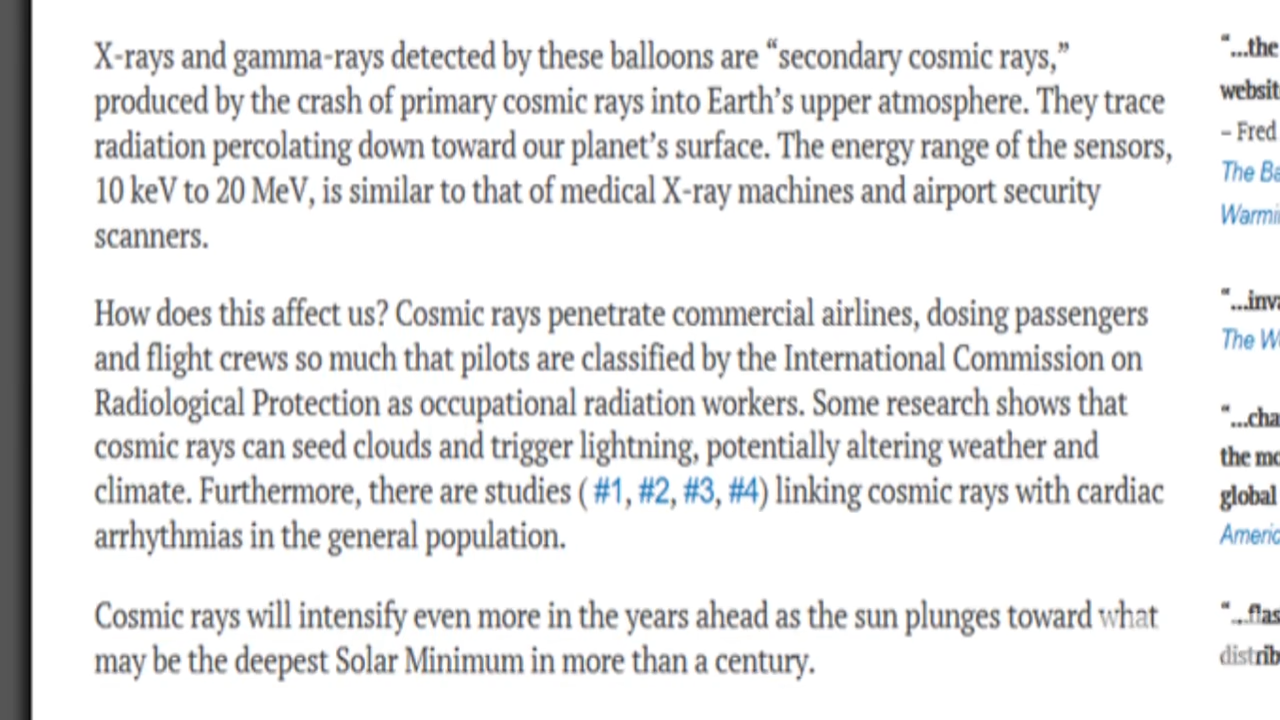 X-rays and gamma-rays detected by these balloons are “secondary cosmic rays,”
produced by the crash of primary cosmic rays into Earth’s upper atmosphere. They trace
radiation percolating down toward our planet’s surface. The energy range of the sensors,
10 keV to 20 MeV, is similar to that of medical X-ray machines and airport security
scanners.
How does this affect us? Cosmic rays penetrate commercial airlines, dosing passengers
and flight crews so much that pilots are classified by the International Commission on
Radiological Protection as occupational radiation workers. Some research shows that
cosmic rays can seed clouds and trigger lightning, potentially altering weather and
climate. Furthermore, there are studies ( #1, #2, #3, #4) linking cosmic rays with cardiac
arrhythmias in the general population.
Cosmic rays will intensify even more in the years ahead as the sun plunges toward what
may be the deepest Solar Minimum in more than a century.
“...the
– Fred
The
The
“...
the
global
“...